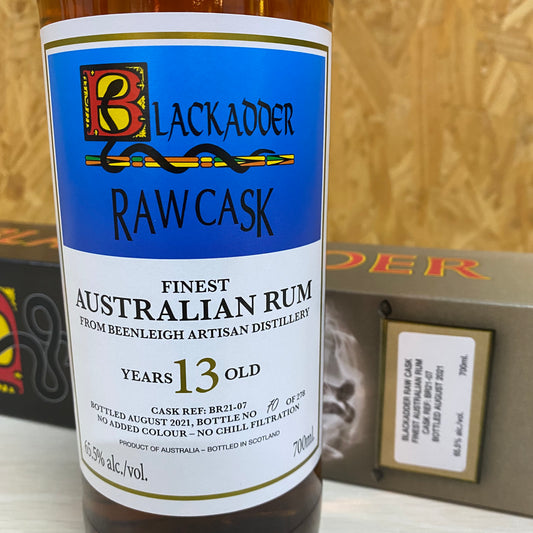 BLACKADDER
RAW CASK
FINEST
AUSTRALIAN RUM
FROM BEENLEIGH ARTISAN DISTILLERY
YEARS 13 OLD
CASK REF: BR21-07
BOTTLED AUGUST 2021, BOTTLE NO 70 OF 278
NO ADDED COLOUR – NO CHILL FILTRATION
65.5% alc./vol.
700ml.
PRODUCT OF AUSTRALIA – BOTTLED IN SCOTLAND
DER
BLACKADDER RAW CASK
FINEST AUSTRALIAN RUM
CASK REF: BR21-07
BOTTLED AUGUST 2021
65.5% alc./vol.
700ml.